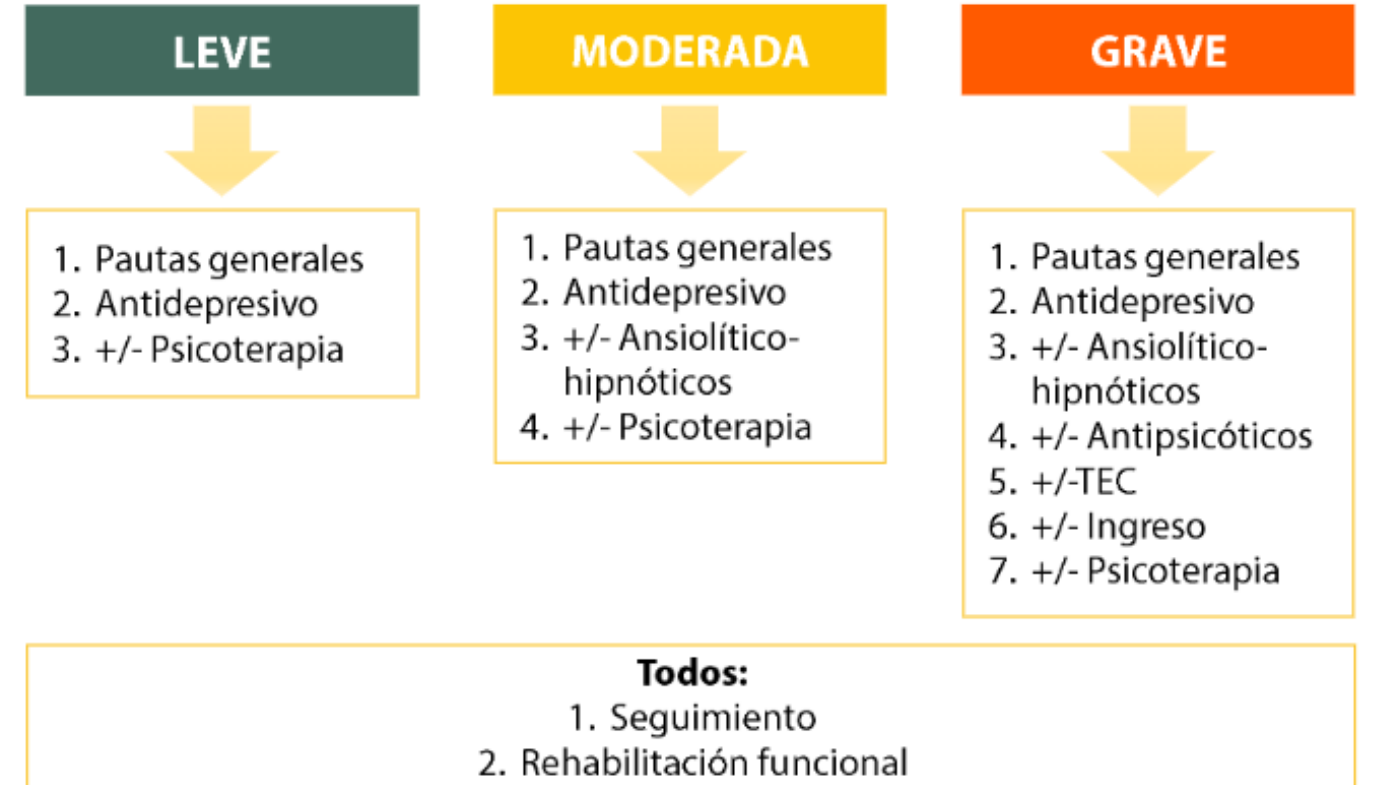 LEVE
1. Pautas generales
2. Antidepresivo
3. +/- Psicoterapia
MODERADA
1. Pautas generales
2. Antidepresivo
3. +/- Ansiolítico-
hipnóticos
4. +/- Psicoterapia
GRAVE
1. Pautas generales
2. Antidepresivo
3. +/- Ansiolítico-
hipnóticos
4. +/- Antipsicóticos
5. +/-TEC
6. +/- Ingreso
7. +/- Psicoterapia
Todos:
1. Seguimiento
2. Rehabilitación funcional